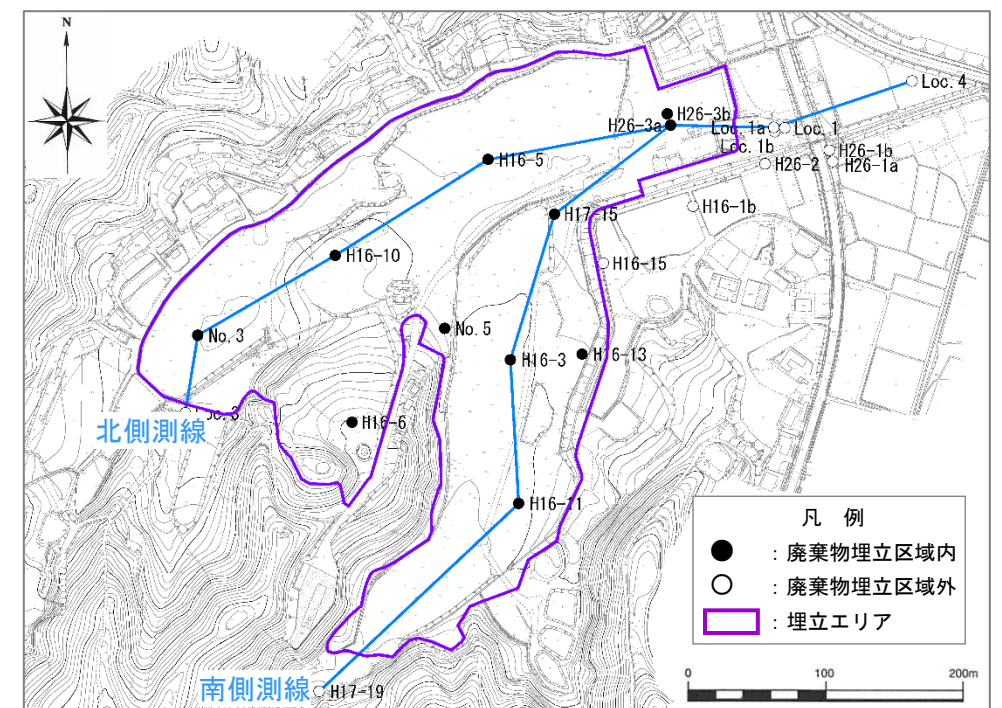 N
Loc. 4
H26-3b
H26-3a
Loc. 1a
Loc. 1
Loc. 1b
H26-1b
H26-2
H26-1a
H16-5
H16-1b
H17-15
H16-10
H16-15
No. 3
No. 5
H16-3
H16-13
Loc. 3
北側測線
H16-6
H16-11
凡 例
● : 廃棄物埋立区域内
○ : 廃棄物埋立区域外
: 埋立エリア
南側測線
H17-19
0 100 200m